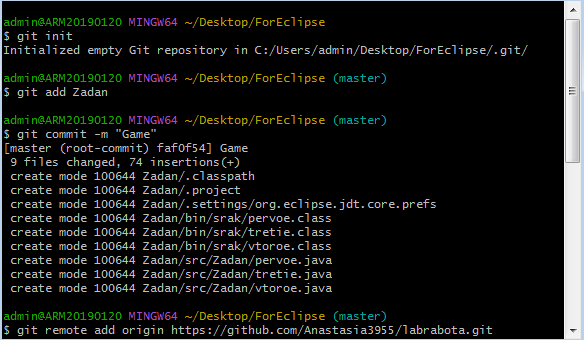 admin@ARM20190120 MINGW64 ~/Desktop/ForEclipse
$ git init
Initialized empty Git repository in C:/Users/admin/Desktop/ForEclipse/.git/
admin@ARM20190120 MINGW64 ~/Desktop/ForEclipse (master)
$ git add Zadan
admin@ARM20190120 MINGW64 ~/Desktop/ForEclipse (master)
$ git commit -m "Game"
[master (root-commit) faf0f54] Game
 9 files changed, 74 insertions(+)
 create mode 100644 Zadan/.classpath
 create mode 100644 Zadan/.project
 create mode 100644 Zadan/.settings/org.eclipse.jdt.core.prefs
 create mode 100644 Zadan/bin/srak/pervoe.class
 create mode 100644 Zadan/bin/srak/tretie.class
 create mode 100644 Zadan/bin/srak/vtoroe.class
 create mode 100644 Zadan/src/Zadan/pervoe.java
 create mode 100644 Zadan/src/Zadan/tretie.java
 create mode 100644 Zadan/src/Zadan/vtoroe.java
admin@ARM20190120 MINGW64 ~/Desktop/ForEclipse (master)
$ git remote add origin https://github.com/Anastasia3955/labrabota.git